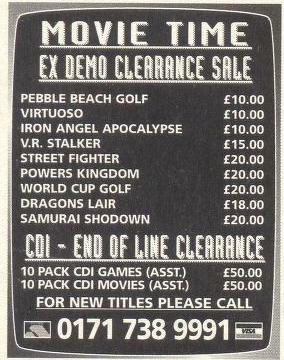 MOVIE TIME
EX DEMO CLEARANCE SALE
PEBBLE BEACH GOLF £10.00
VIRTUOSO £10.00
IRON ANGEL APOCALYPSE £10.00
V.R. STALKER £15.00
STREET FIGHTER £20.00
POWERS KINGDOM £20.00
WORLD CUP GOLF £20.00
DRAGONS LAIR £18.00
SAMURAI SHODOWN £20.00
CDI - END OF LINE CLEARANCE
10 PACK CDI GAMES (ASST.) £50.00
10 PACK CDI MOVIES (ASST.) £50.00
FOR NEW TITLES PLEASE CALL
0171 738 9991 VISA